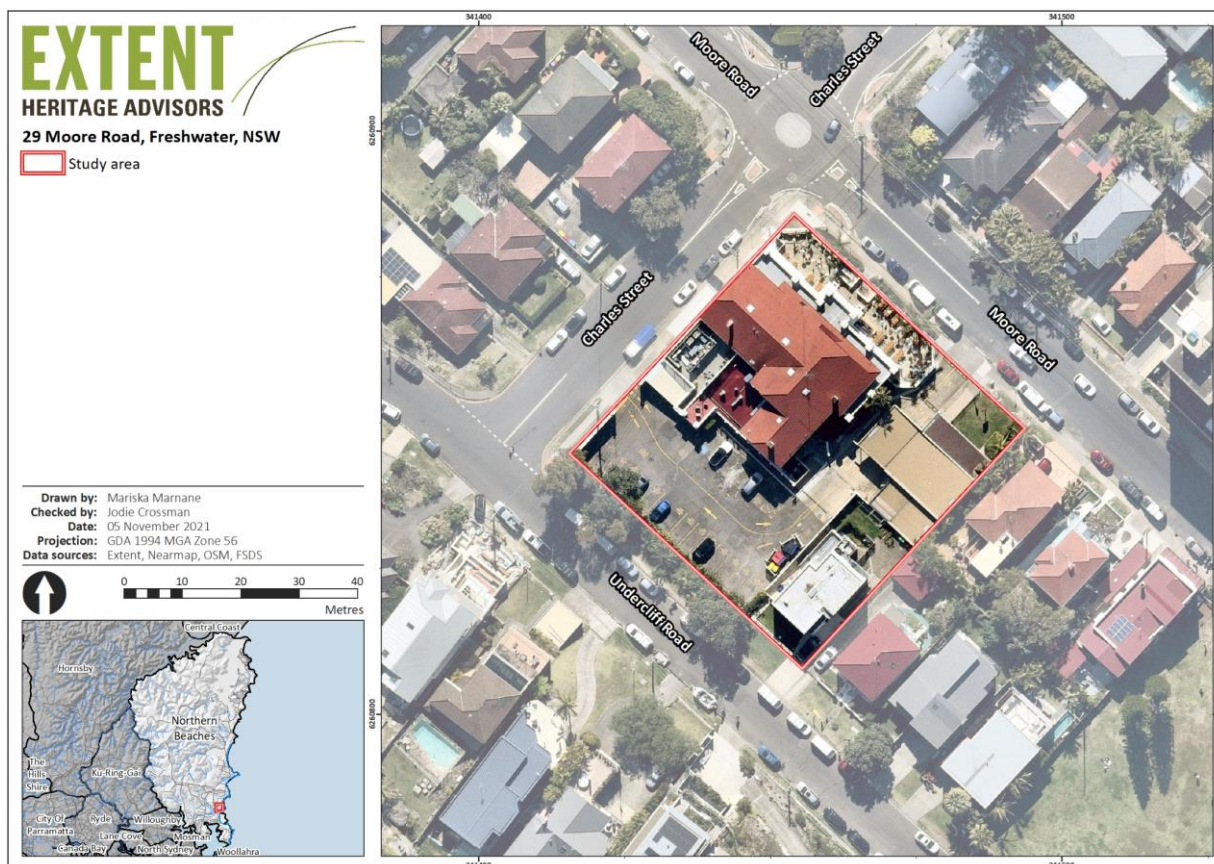 EXTENT
HERITAGE ADVISORS
29 Moore Road, Freshwater, NSW
Study area
Drawn by: Mariska Marnane
Checked by: Jodie Crossman
Date: 05 November 2021
Projection: GDA 1994 MGA Zone 56
Data sources: Extent, Nearmap, OSM, FSDS
0 10 20 30 40
Metres
Central Coast
Hornsby
Northern
Beaches
The
Hills
Shire
Ku-Ring-Gai
City Of
Parramatta
Ryde
Willoughby
Lane Cove
Mosman
Canada Bay
North Sydney
Woollahra
341400
341500
6260900
6260800
Moore Road
Charles Street
Charles Street
Moore Road
Undercliff Road
341400
341500